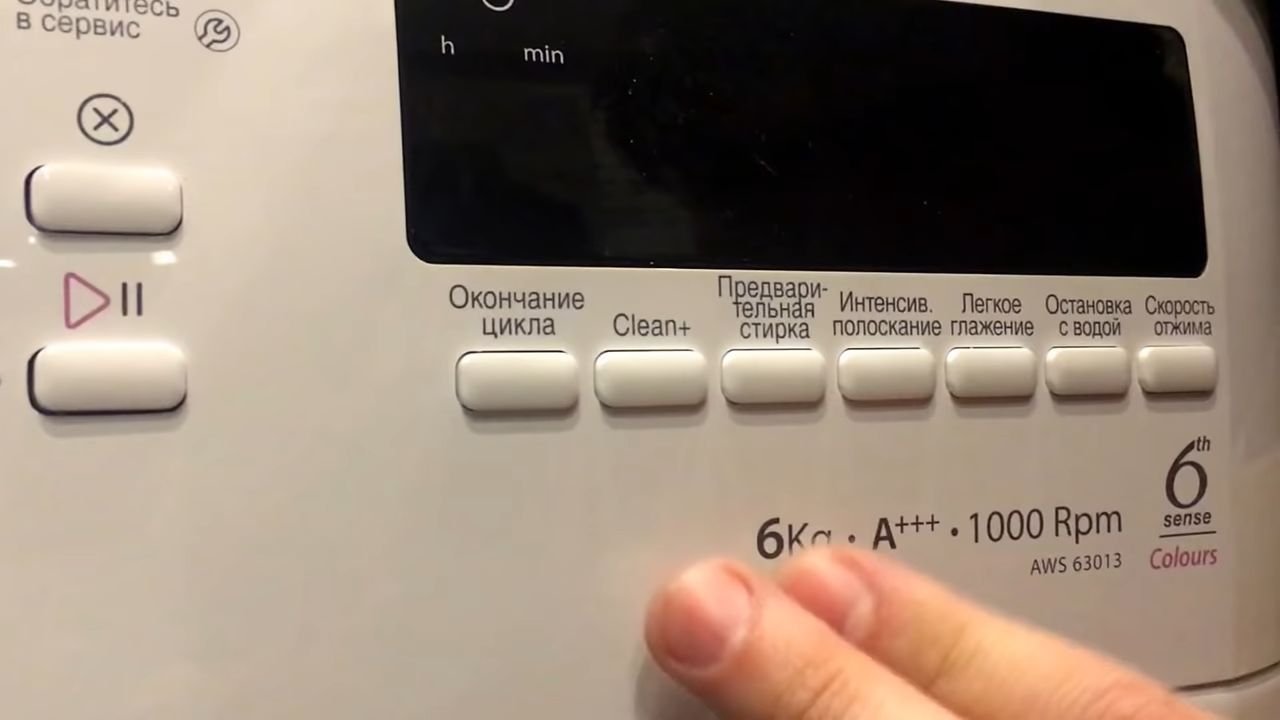 Обратитесь
в сервис
h min
Окончание
цикла
Clean+
Предвари-
тельная
стирка
Интенсив.
полоскание
Легкое
глажение
Остановка
с водой
Скорость
отжима
6th
sense
Colours
6Kg · A+++ · 1000 Rpm
AWS 63013